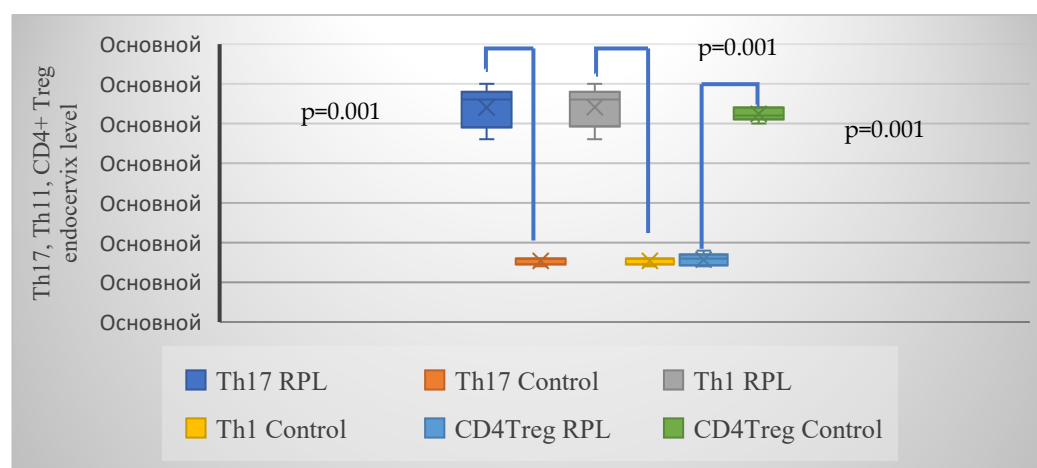 Th17, Th11, CD4+ Treg
endocervix level
Основной
Основной
Основной
Основной
Основной
Основной
Основной
Основной
p=0.001
p=0.001
p=0.001
Th17 RPL
Th17 Control
Th1 RPL
Th1 Control
CD4Treg RPL
CD4Treg Control